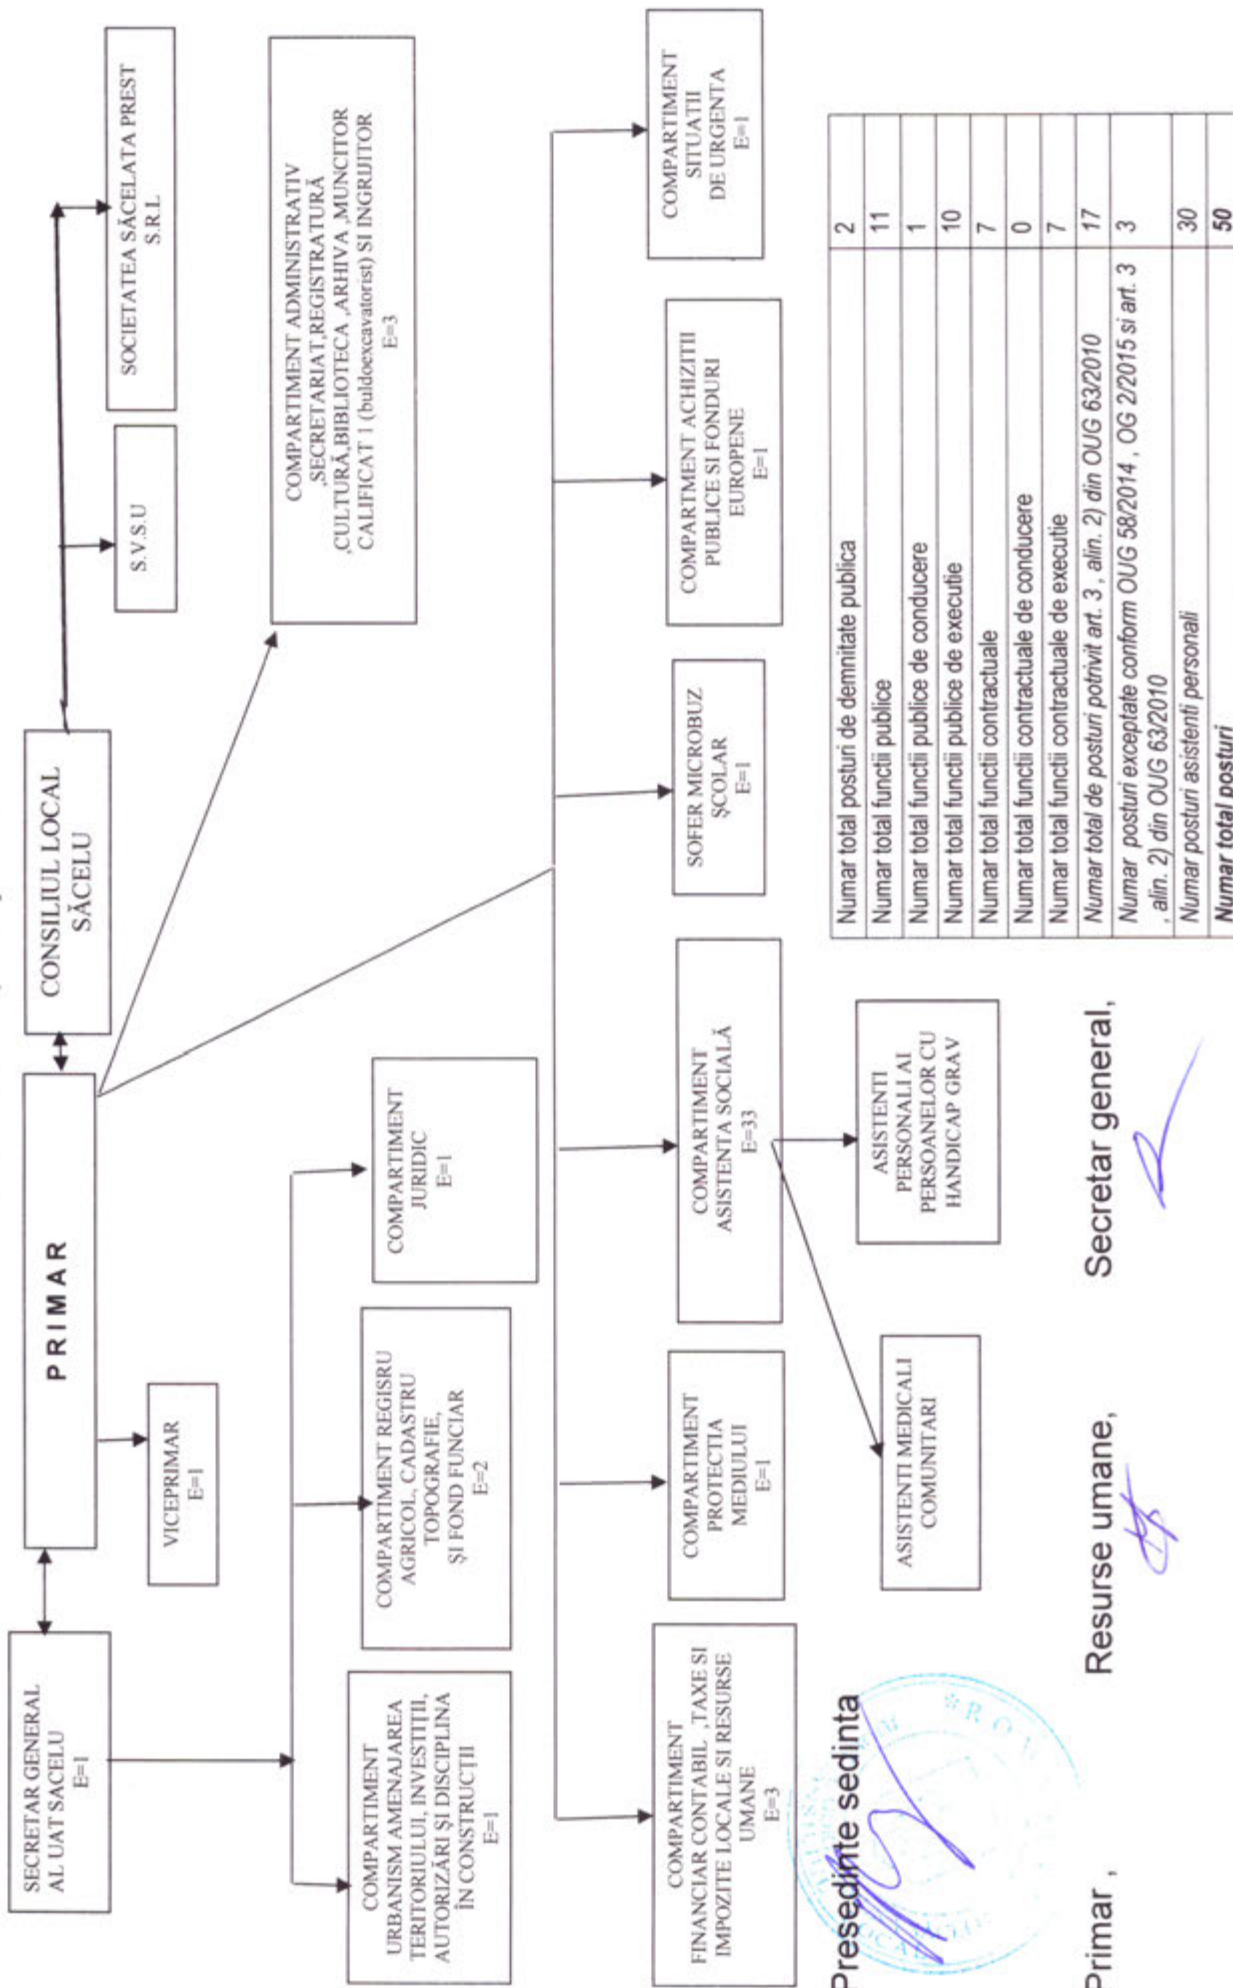 CONSILIUL LOCAL
SĂCELU
PRIMAR
SECRETAR GENERAL
AL UAT SACELU
E=1
VICEPRIMAR
E=1
S.V.S.U
SOCIETATEA SĂCELATA PREST
S.R.L
COMPARTIMENT ADMINISTRATIV
,SECRETARIAT,REGISTRATURĂ
,CULTURĂ,BIBLIOTECA ,ARHIVA ,MUNCITOR
CALIFICAT 1 (buldoexcavatorist) SI INGRIJITOR
E=3
COMPARTIMENT
URBANISM AMENAJAREA
TERITORIULUI, INVESTIȚII,
AUTORIZĂRI ȘI DISCIPLINA
ÎN CONSTRUCȚII
E=1
COMPARTIMENT REGISRU
AGRICOL, CADASTRU
TOPOGRAFIE,
ȘI FOND FUNCIAR
E=2
COMPARTIMENT
JURIDIC
E=1
COMPARTIMENT
FINANCIAR CONTABIL ,TAXE SI
IMPOZITE LOCALE SI RESURSE
UMANE
E=3
COMPARTIMENT
PROTECTIA
MEDIULUI
E=1
COMPARTIMENT
ASISTENTA SOCIALĂ
E=33
SOFER MICROBUZ
ȘCOLAR
E=1
COMPARTMENT ACHIZITII
PUBLICE SI FONDURI
EUROPENE
E=1
COMPARTIMENT
SITUATII
DE URGENTA
E=1
ASISTENTI MEDICALI
COMUNITARI
ASISTENTI
PERSONALI AI
PERSOANELOR CU
HANDICAP GRAV
Numar total posturi de demnitate publica 2
Numar total functii publice 11
Numar total functii publice de conducere 1
Numar total functii publice de executie 10
Numar total functii contractuale 7
Numar total functii contractuale de conducere 0
Numar total functii contractuale de executie 7
Numar total de posturi potrivit art. 3 , alin. 2) din OUG 63/2010 17
Numar posturi exceptate conform OUG 58/2014 , OG 2/2015 si art. 3 3
, alin. 2) din OUG 63/2010
Numar posturi asistenti personali 30
Numar total posturi 50
Presedinte sedinta
Primar , Resurse umane, Secretar general,